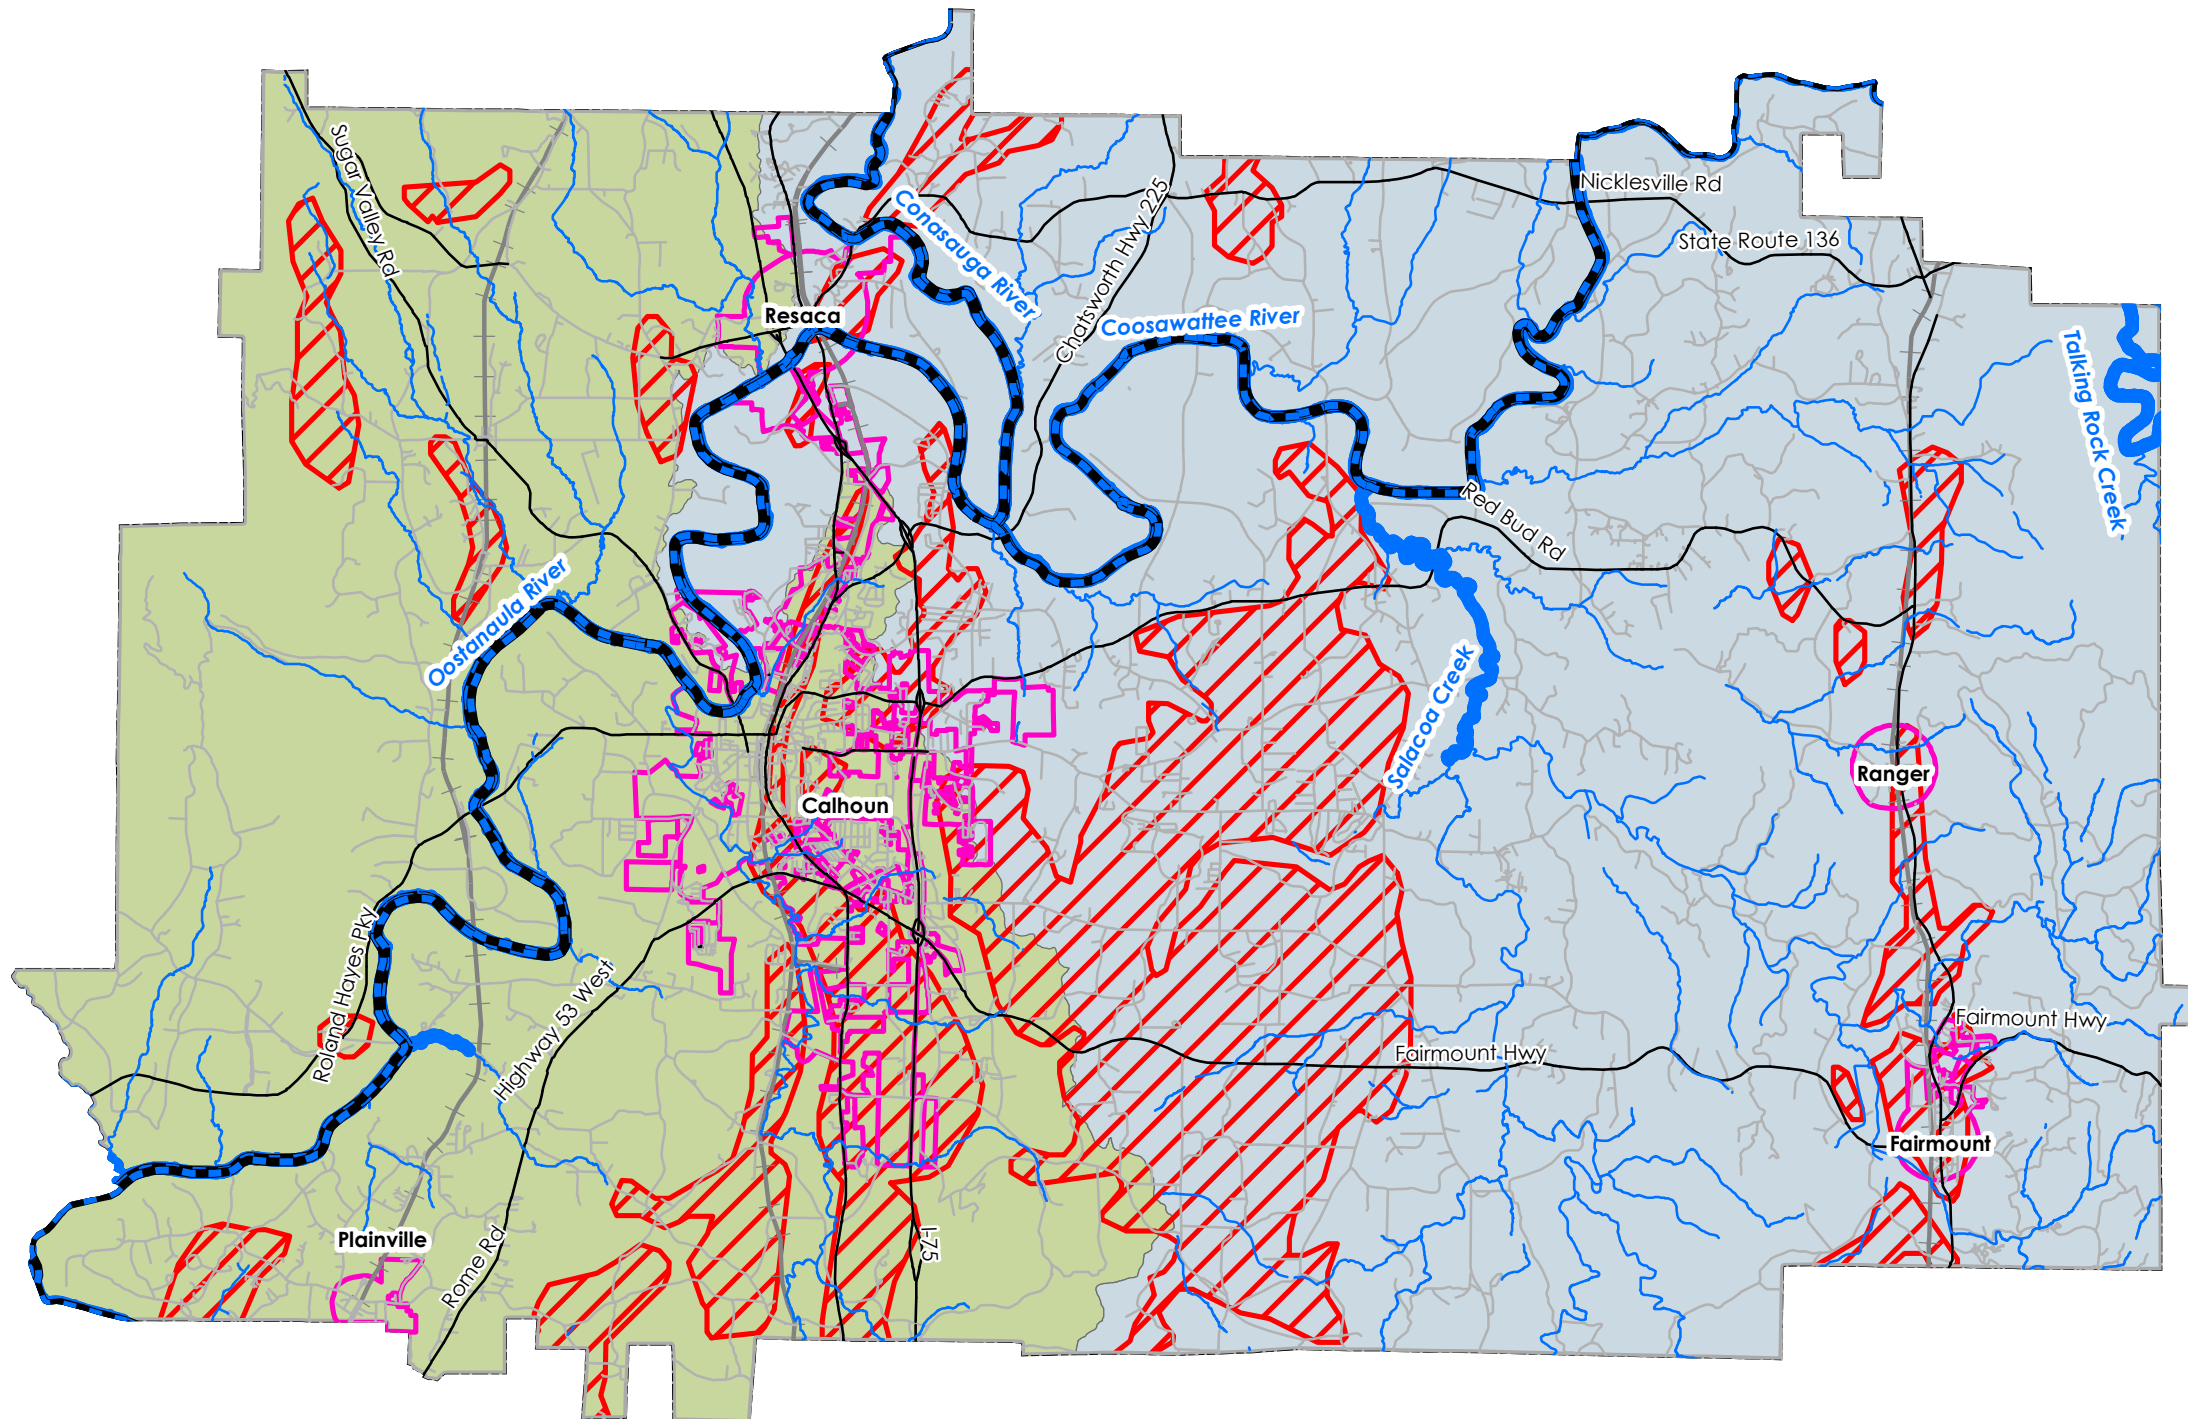 Sugar Valley Rd
Nicklesville Rd
Conasauga River
Chatsworth Hwy 225
State Route 136
Resaca
Coosawattee River
Talking Rock Creek
Red Bud Rd
Oostanaula River
Salacoa Creek
Ranger
Calhoun
Roland Hayes Pky
Highway 53 West
Fairmount Hwy
Fairmount Hwy
Fairmount
Plainville
I-75
Rome Rd